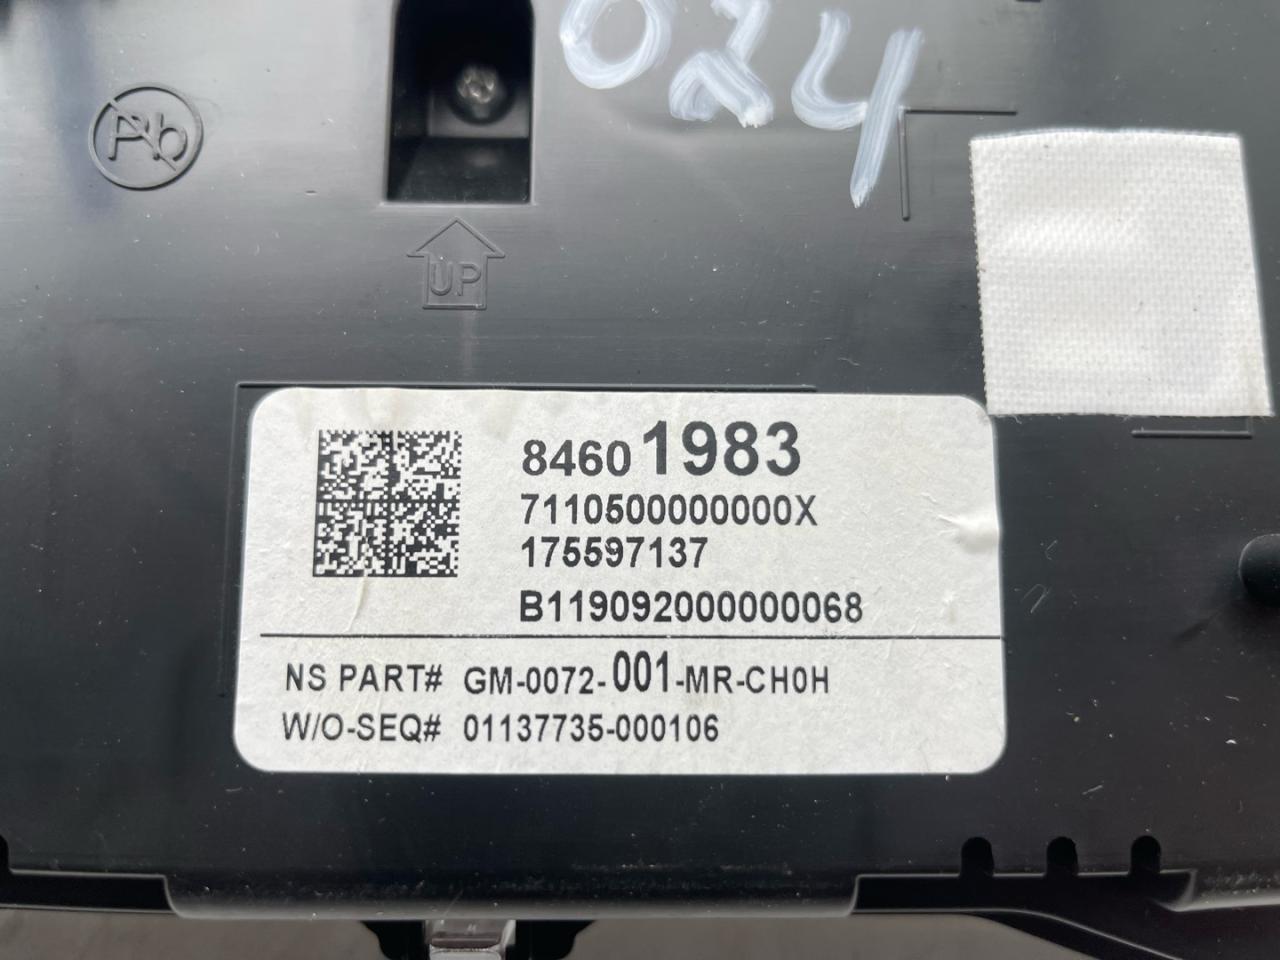 024
Pb
UP
84601983
7110500000000X
175597137
B119092000000068
NS PART# GM-0072-001-MR-CH0H
W/O-SEQ# 01137735-000106